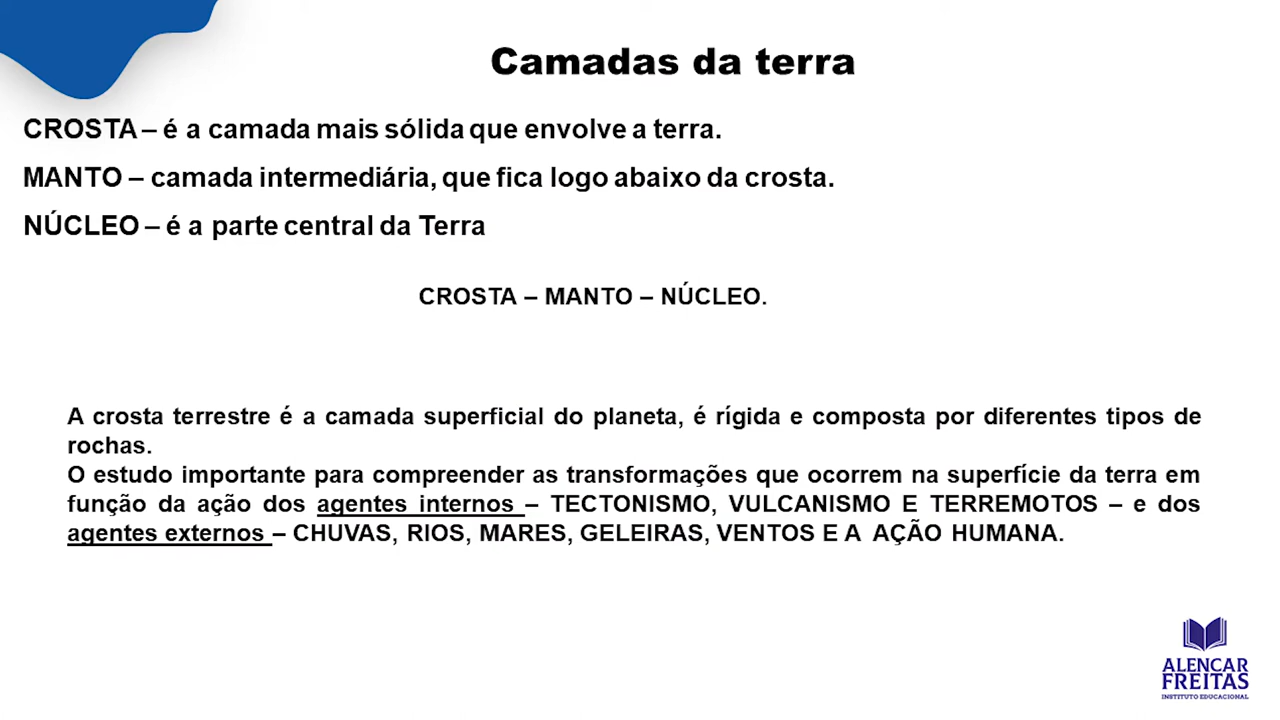 Camadas da terra
CROSTA – é a camada mais sólida que envolve a terra.
MANTO – camada intermediária, que fica logo abaixo da crosta.
NÚCLEO – é a parte central da Terra
CROSTA – MANTO – NÚCLEO.
A crosta terrestre é a camada superficial do planeta, é rígida e composta por diferentes tipos de
rochas.
O estudo importante para compreender as transformações que ocorrem na superfície da terra em
função da ação dos agentes internos – TECTONISMO, VULCANISMO E TERREMOTOS – e dos
agentes externos – CHUVAS, RIOS, MARES, GELEIRAS, VENTOS E A AÇÃO HUMANA.
ALENCAR
FREITAS
INSTITUTO EDUCACIONAL